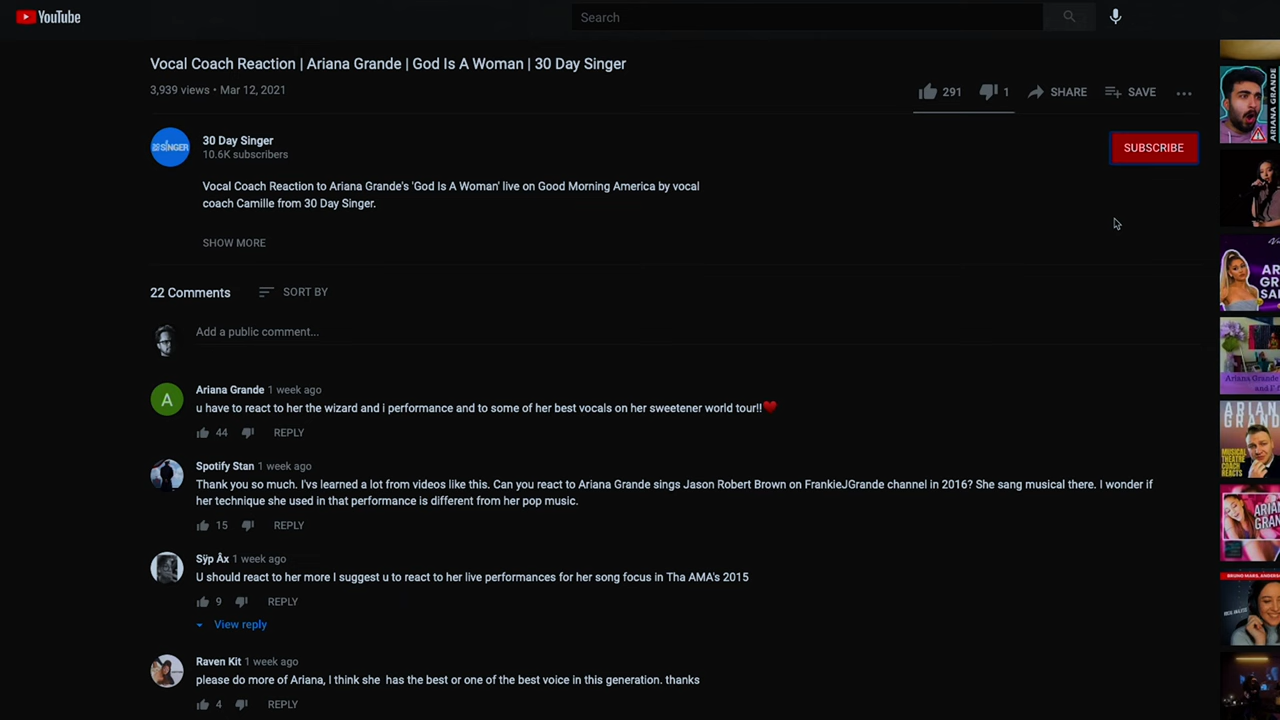 YouTube
Search
Vocal Coach Reaction | Ariana Grande | God Is A Woman | 30 Day Singer
3,939 views • Mar 12, 2021
291
1
SHARE
SAVE
30 Day Singer
10.6K subscribers
SUBSCRIBE
Vocal Coach Reaction to Ariana Grande's 'God Is A Woman' live on Good Morning America by vocal
coach Camille from 30 Day Singer.
SHOW MORE
22 Comments
SORT BY
Add a public comment...
A
Ariana Grande 1 week ago
u have to react to her the wizard and i performance and to some of her best vocals on her sweetener world tour!!❤️
44
REPLY
Spotify Stan 1 week ago
Thank you so much. I'vs learned a lot from videos like this. Can you react to Ariana Grande sings Jason Robert Brown on FrankieJGrande channel in 2016? She sang musical there. I wonder if
her technique she used in that performance is different from her pop music.
15
REPLY
Sÿp Âx 1 week ago
U should react to her more I suggest u to react to her live performances for her song focus in Tha AMA's 2015
9
REPLY
View reply
Raven Kit 1 week ago
please do more of Ariana, I think she has the best or one of the best voice in this generation. thanks
4
REPLY
ARIANA GRANDE
Ariana Grande
MUSICAL
THEATRE
COACH
REACTS